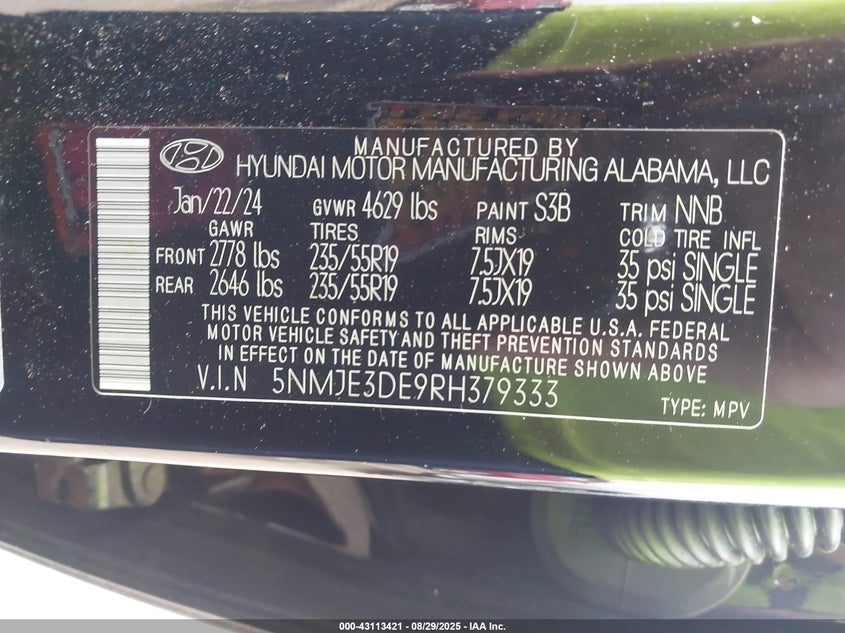 MANUFACTURED BY
HYUNDAI MOTOR MANUFACTURING ALABAMA, LLC
Jan/22/24 GVWR 4629 lbs PAINT S3B TRIM NNB
GAWR TIRES RIMS COLD TIRE INFL
FRONT 2778 lbs 235/55R19 7.5JX19 35 psi SINGLE
REAR 2646 lbs 235/55R19 7.5JX19 35 psi SINGLE
THIS VEHICLE CONFORMS TO ALL APPLICABLE U.S.A. FEDERAL
MOTOR VEHICLE SAFETY AND THEFT PREVENTION STANDARDS
IN EFFECT ON THE DATE OF MANUFACTURE SHOWN ABOVE
V.I.N 5NMJE3DE9RH379333
TYPE: MPV
000-43113421 - 08/29/2025 - IAA Inc.